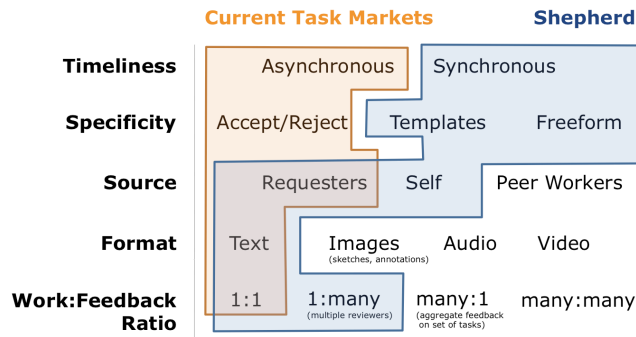 Current Task Markets Shepherd
Timeliness Asynchronous Synchronous
Specificity Accept/Reject Templates Freeform
Source Requesters Self Peer Workers
Format Text Images Audio Video
(sketches, annotations)
Work:Feedback Ratio 1:1 1:many many:1 many:many
(multiple reviewers) (aggregate feedback on set of tasks)